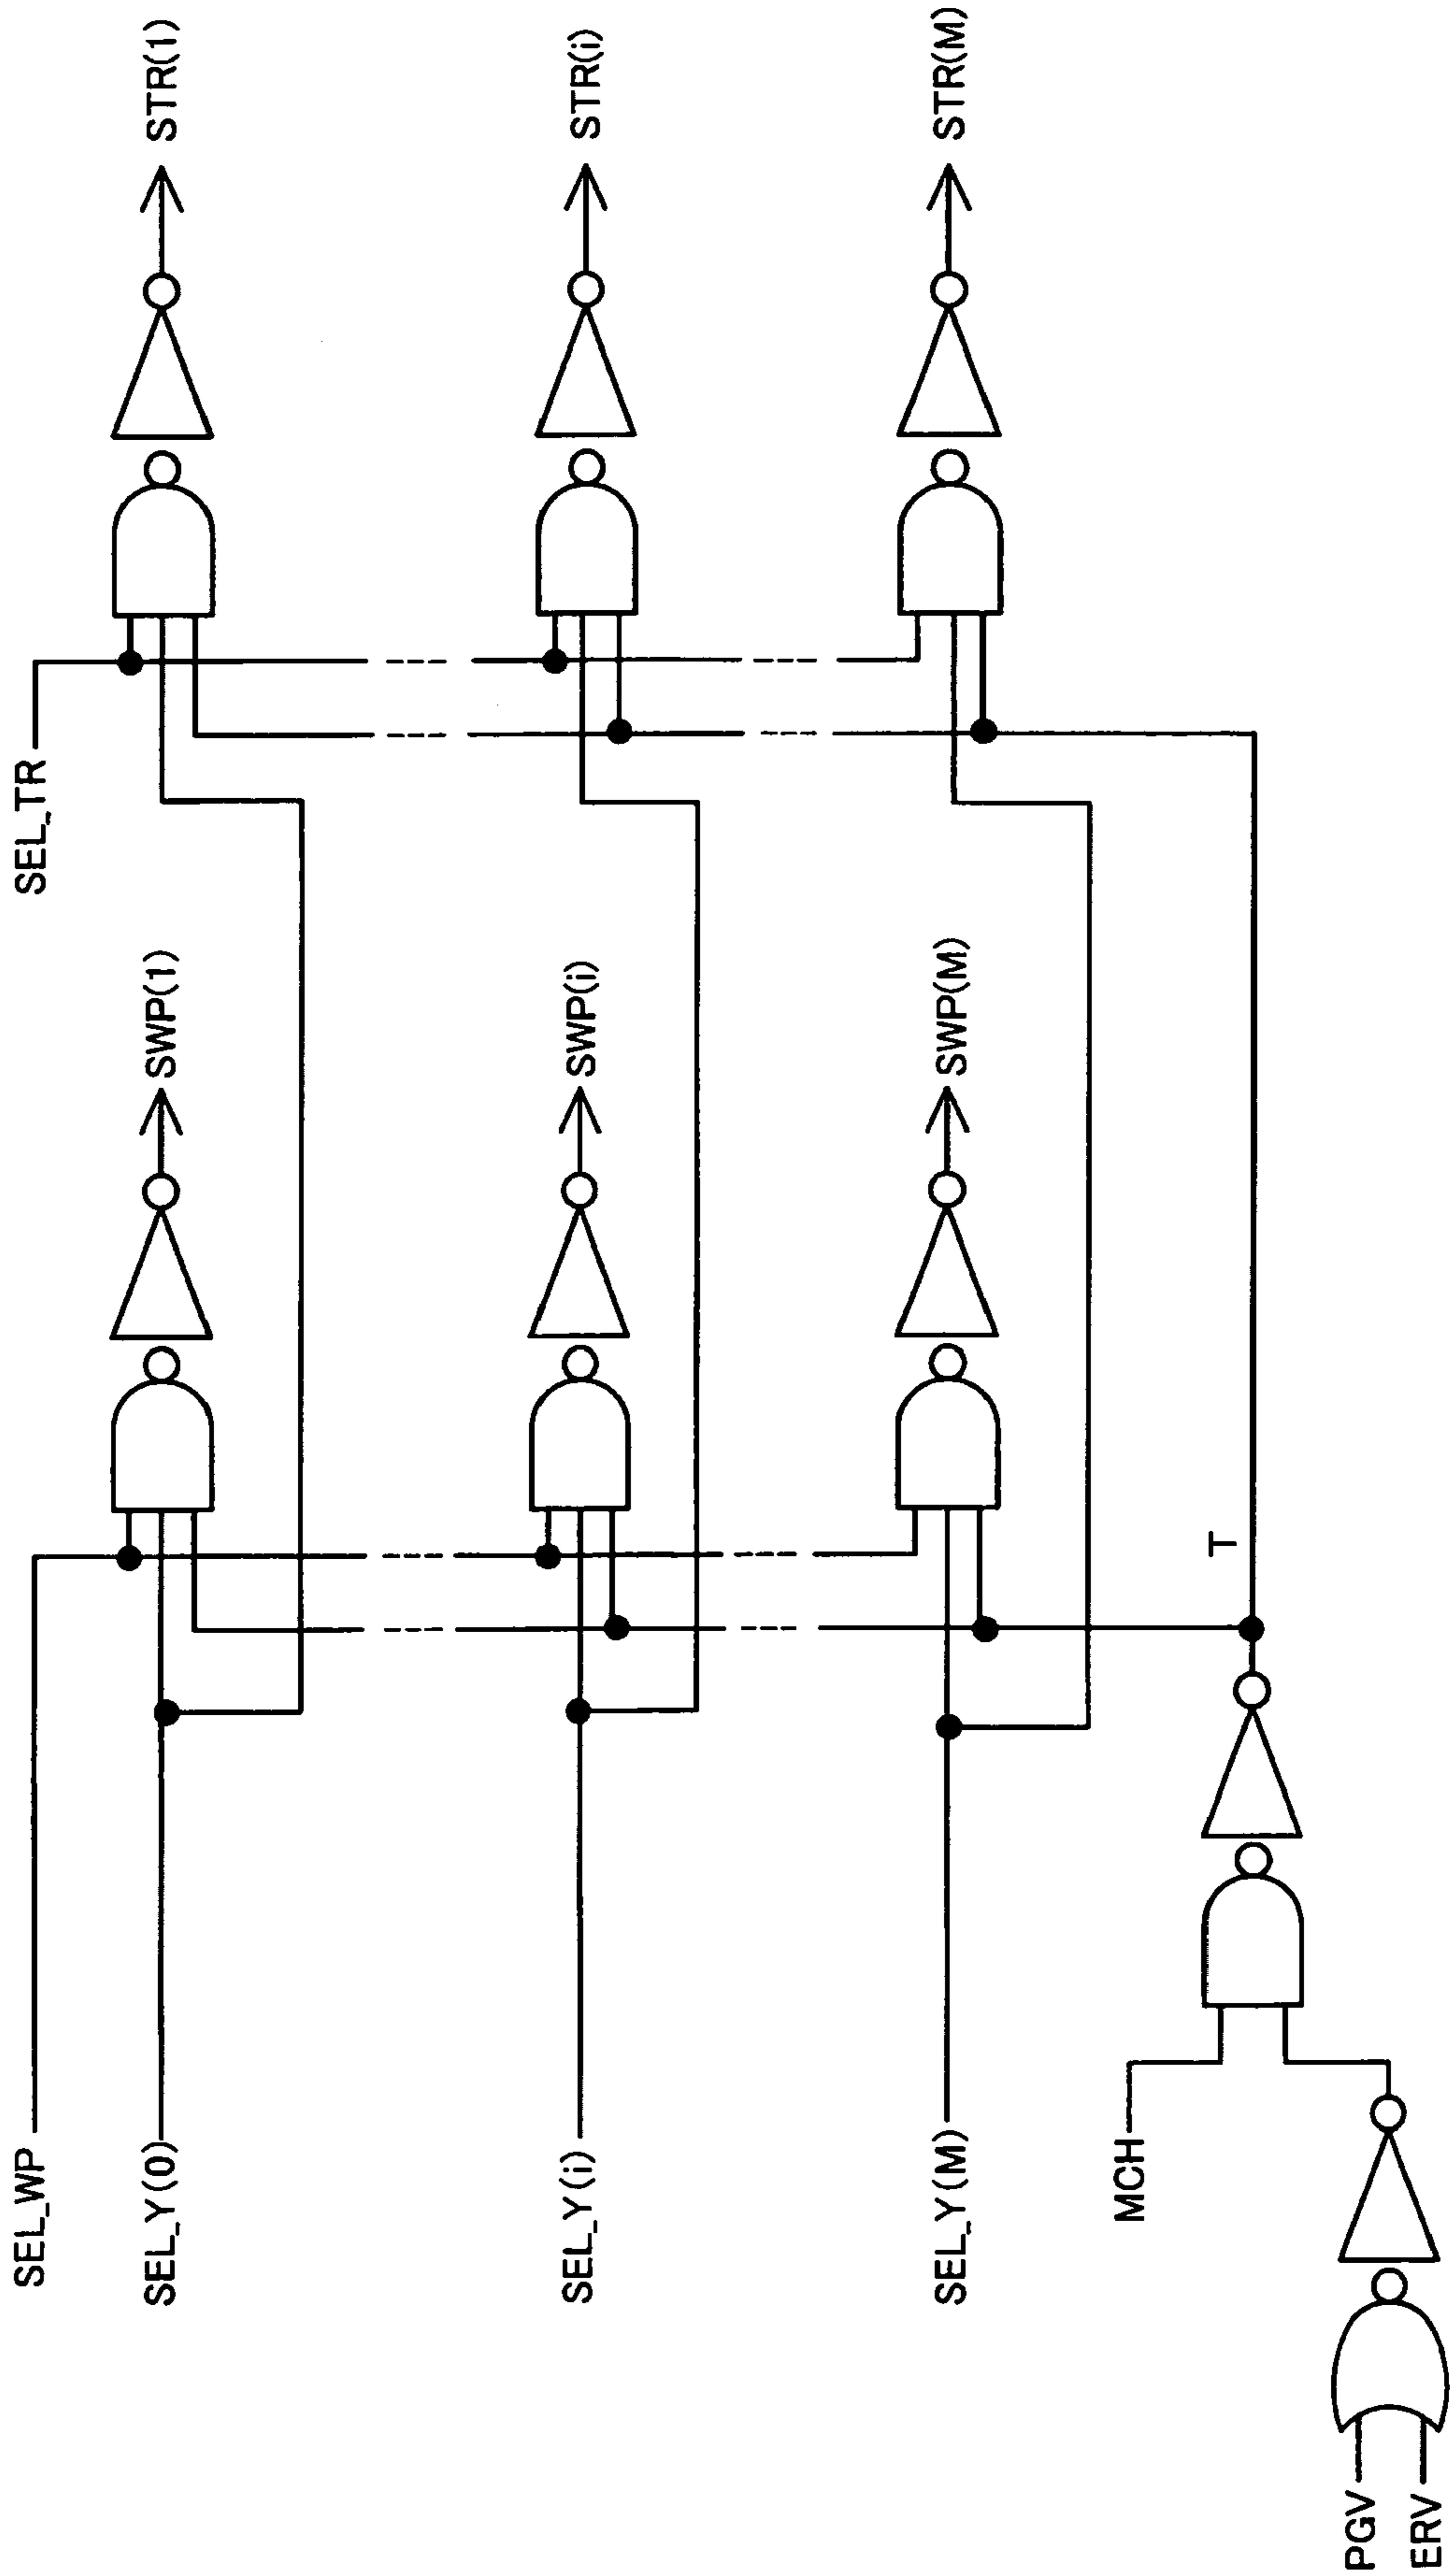 SEL_WP
SEL_TR
SEL_Y(0)
SWP(1)
STR(1)
SEL_Y(i)
SWP(i)
STR(i)
SEL_Y(M)
SWP(M)
STR(M)
MCH
T
PGV
ERV